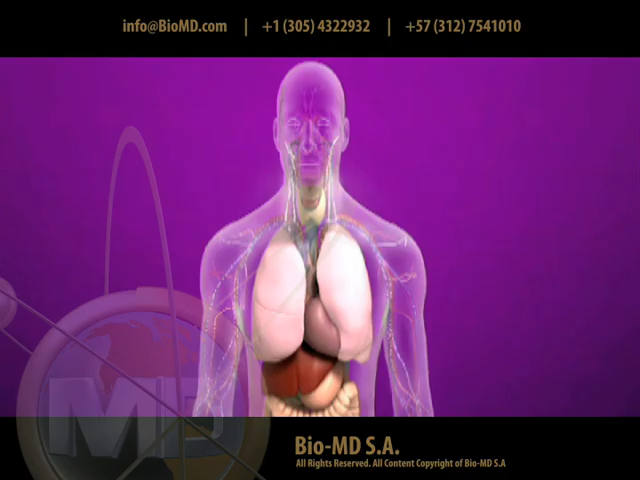 info@BioMD.com | +1 (305) 4322932 | +57 (312) 7541010
MD
Bio-MD S.A.
All Rights Reserved. All Content Copyright of Bio-MD S.A